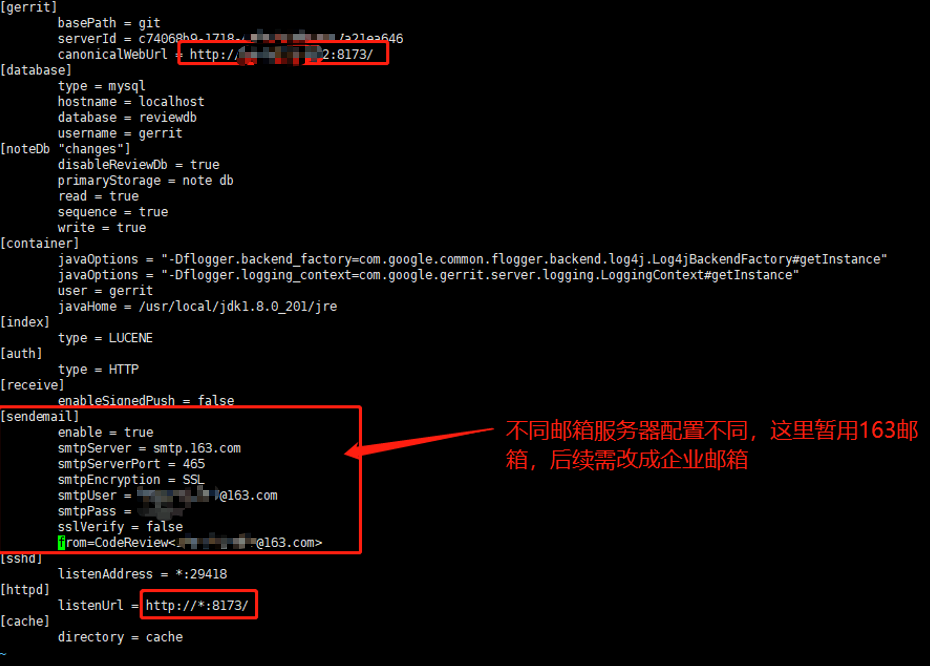 [gerrit]
basePath = git
serverId = c74068b9-1718- 7a21ea646
canonicalWebUrl = http:// 2:8173/
[database]
type = mysql
hostname = localhost
database = reviewdb
username = gerrit
[noteDb "changes"]
disableReviewDb = true
primaryStorage = note db
read = true
sequence = true
write = true
[container]
javaOptions = "-Dflogger.backend_factory=com.google.common.flogger.backend.log4j.Log4jBackendFactory#getInstance"
javaOptions = "-Dflogger.logging_context=com.google.gerrit.server.logging.LoggingContext#getInstance"
user = gerrit
javaHome = /usr/local/jdk1.8.0_201/jre
[index]
type = LUCENE
[auth]
type = HTTP
[receive]
enableSignedPush = false
[sendemail]
enable = true
smtpServer = smtp.163.com
smtpServerPort = 465
smtpEncryption = SSL
smtpUser = @163.com
smtpPass =
sslVerify = false
from=CodeReview< @163.com>
不同邮箱服务器配置不同，这里暂用163邮
箱，后续需改成企业邮箱
[sshd]
listenAddress = *:29418
[httpd]
listenUrl = http://*:8173/
[cache]
directory = cache
~